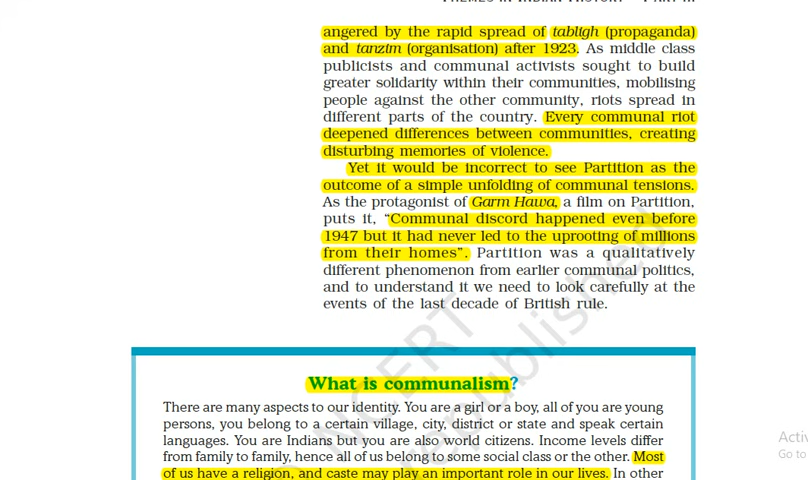 angered by the rapid spread of tabligh (propaganda)
and tanzim (organisation) after 1923. As middle class
publicists and communal activists sought to build
greater solidarity within their communities, mobilising
people against the other community, riots spread in
different parts of the country. Every communal riot
deepened differences between communities, creating
disturbing memories of violence.
Yet it would be incorrect to see Partition as the
outcome of a simple unfolding of communal tensions.
As the protagonist of Garm Hawa, a film on Partition,
puts it, “Communal discord happened even before
1947 but it had never led to the uprooting of millions
from their homes”. Partition was a qualitatively
different phenomenon from earlier communal politics,
and to understand it we need to look carefully at the
events of the last decade of British rule.
What is communalism?
There are many aspects to our identity. You are a girl or a boy, all of you are young
persons, you belong to a certain village, city, district or state and speak certain
languages. You are Indians but you are also world citizens. Income levels differ
from family to family, hence all of us belong to some social class or the other. Most
of us have a religion, and caste may play an important role in our lives. In other
NCERT
republished
Activ
Go to